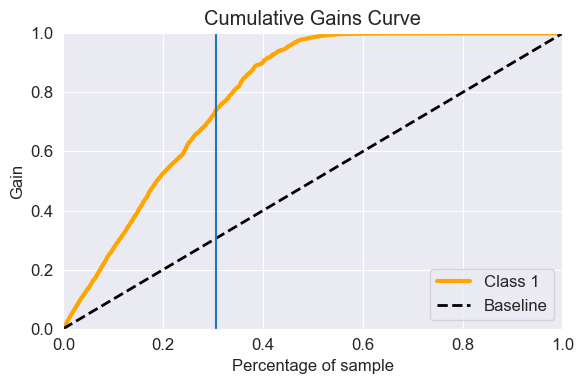 Cumulative Gains Curve
1.0
0.8
0.6
0.4
0.2
0.0
Gain
0.0 0.2 0.4 0.6 0.8 1.0
Percentage of sample
Class 1
Baseline